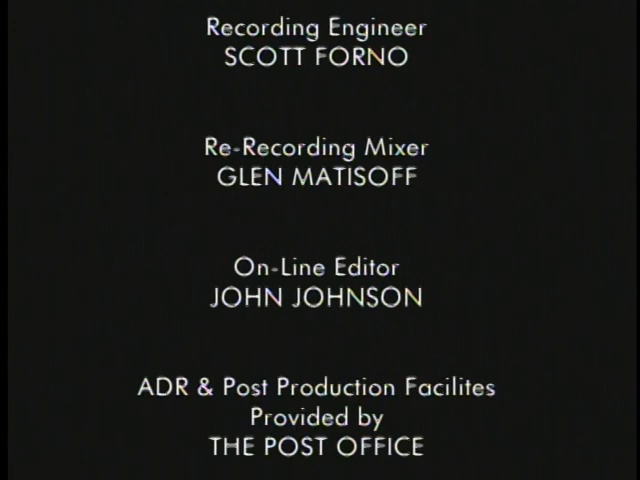 Recording Engineer
SCOTT FORNO
Re-Recording Mixer
GLEN MATISOFF
On-Line Editor
JOHN JOHNSON
ADR & Post Production Facilites
Provided by
THE POST OFFICE